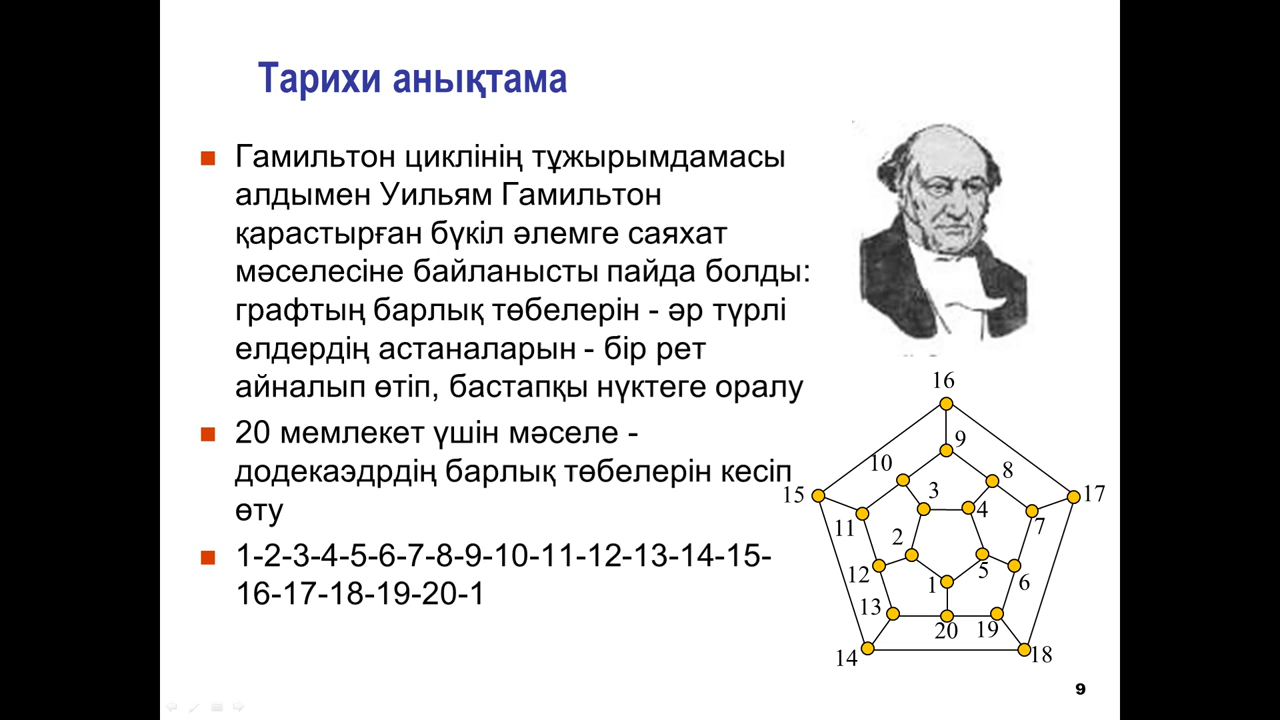 Тарихи анықтама
Гамильтон циклінің тұжырымдамасы
алдымен Уильям Гамильтон
қарастырған бүкіл әлемге саяхат
мәселесіне байланысты пайда болды:
графтың барлық төбелерін - әр түрлі
елдердің астаналарын - бір рет
айналып өтіп, бастапқы нүктеге оралу
20 мемлекет үшін мәселе -
додекаэдрдің барлық төбелерін кесіп
өту
1-2-3-4-5-6-7-8-9-10-11-12-13-14-15-
16-17-18-19-20-1
16
9
10
8
15
3
17
4
11
7
2
12
5
1
6
13
20
19
14
18
9